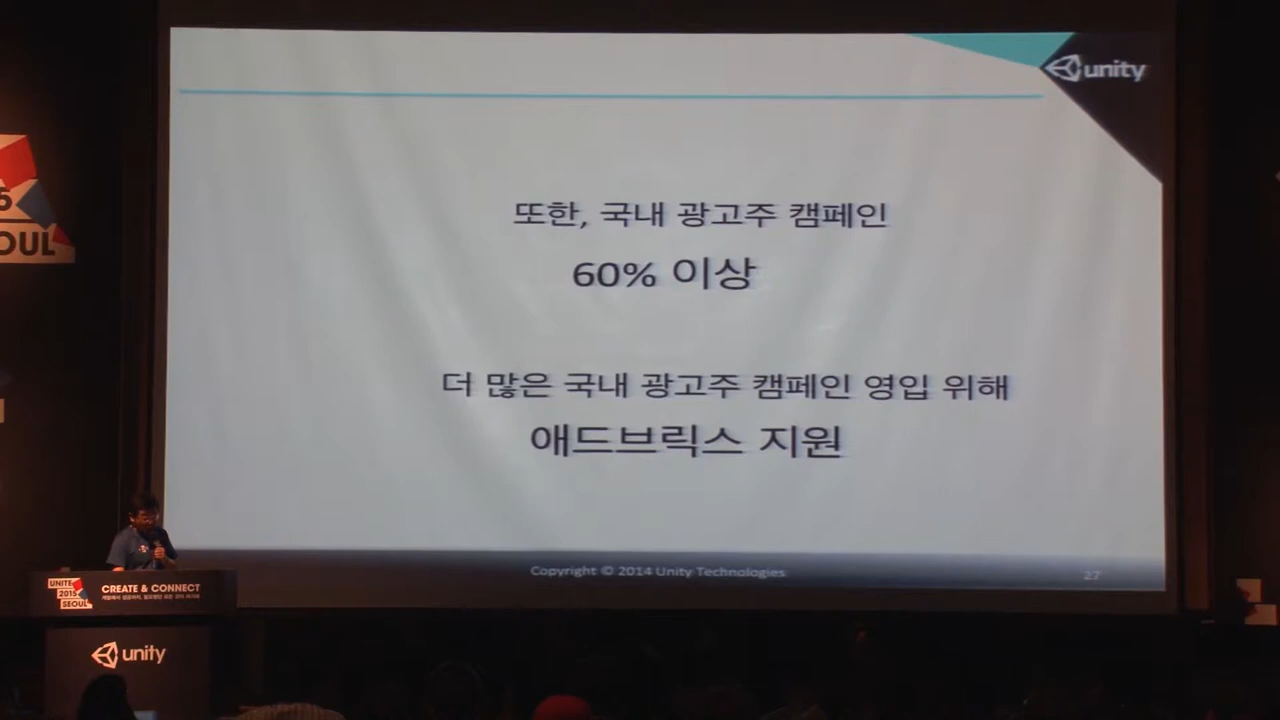 unity
또한, 국내 광고주 캠페인
60% 이상
더 많은 국내 광고주 캠페인 영입 위해
애드브릭스 지원
Copyright © 2014 Unity Technologies
27
5
OUL
UNITE
2015
SEOUL
CREATE & CONNECT
unity